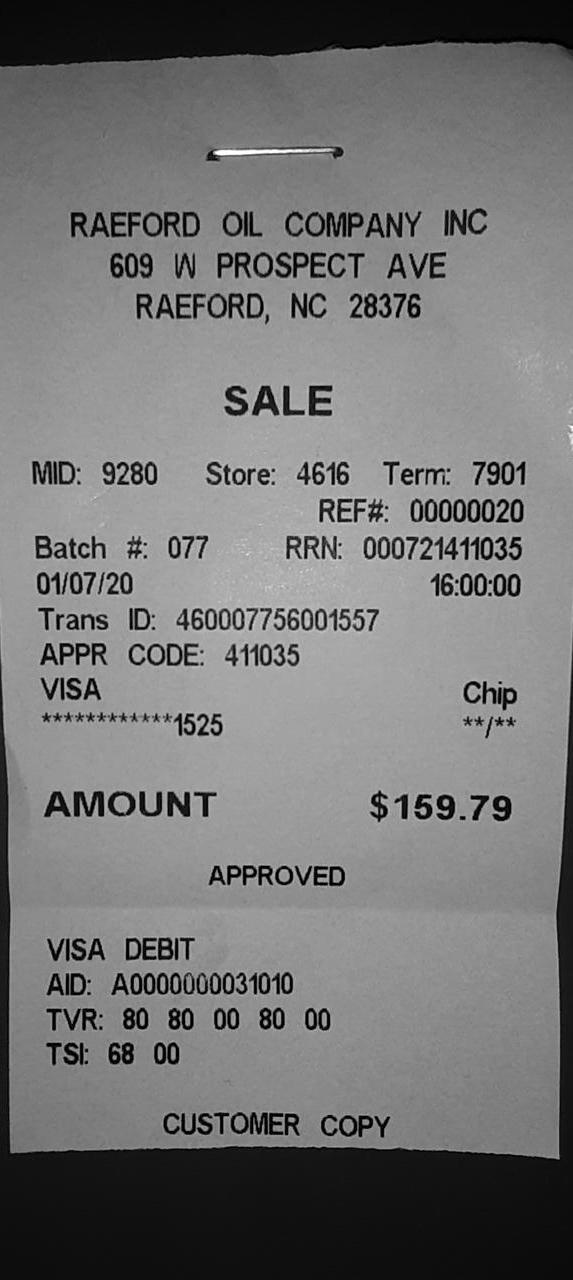 RAEFORD OIL COMPANY INC
609 W PROSPECT AVE
RAEFORD, NC 28376
SALE
MID: 9280 Store: 4616 Term: 7901
REF#: 00000020
Batch #: 077 RRN: 000721411035
01/07/20 16:00:00
Trans ID: 460007756001557
APPR CODE: 411035
VISA Chip
************1525 **/**
AMOUNT $159.79
APPROVED
VISA DEBIT
AID: A0000000031010
TVR: 80 80 00 80 00
TSI: 68 00
CUSTOMER COPY